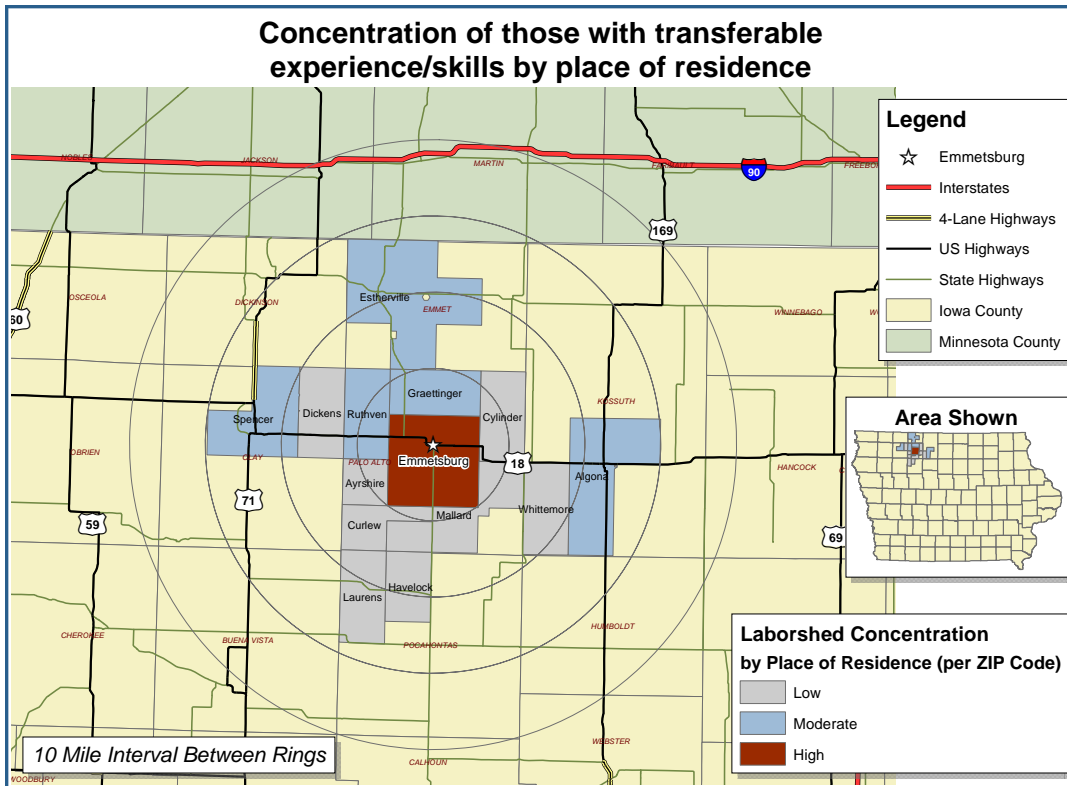 Concentration of those with transferable
experience/skills by place of residence
NOBLES
JACKSON
MARTIN
FARIBAULT
FREEBOR
90
169
OSCEOLA
DICKINSON
Estherville
EMMET
WINNEBAGO
60
Graettinger
KOSSUTH
Spencer
Dickens
Ruthven
Cylinder
CLAY
PALO ALTO
Emmetsburg
18
HANCOCK
OBRIEN
Ayrshire
Algona
71
Mallard
Whittemore
59
Curlew
69
Havelock
Laurens
CHEROKEE
BUENA VISTA
POCAHONTAS
HUMBOLDT
WEBSTER
CALHOUN
WOODBURY
10 Mile Interval Between Rings
Legend
Emmetsburg
Interstates
4-Lane Highways
US Highways
State Highways
Iowa County
Minnesota County
Area Shown
Laborshed Concentration
by Place of Residence (per ZIP Code)
Low
Moderate
High